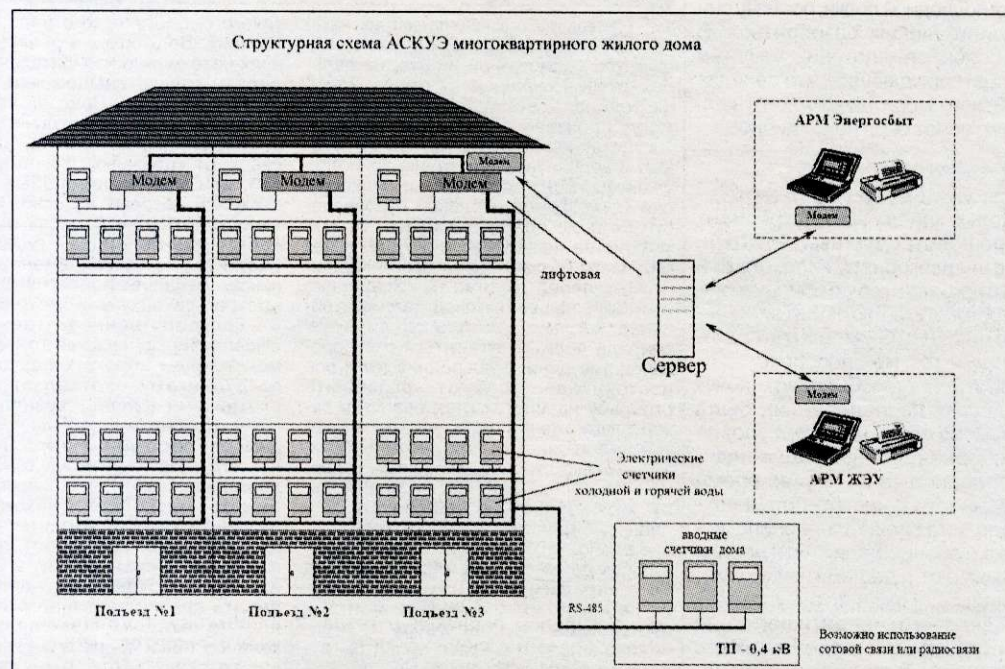 Структурная схема АСКУЭ многоквартирного жилого дома
АРМ Энергосбыт
Модем
Модем
Модем
Модем
Модем
Модем
лифтовая
Сервер
Модем
АРМ ЖЭУ
Электрические
счетчики
холодной и горячей воды
вводные
счетчики дома
RS-485
Подъезд №1
Подъезд №2
Подъезд №3
ТП - 0,4 кВ
Возможно использование
сотовой связи или радиосвязи